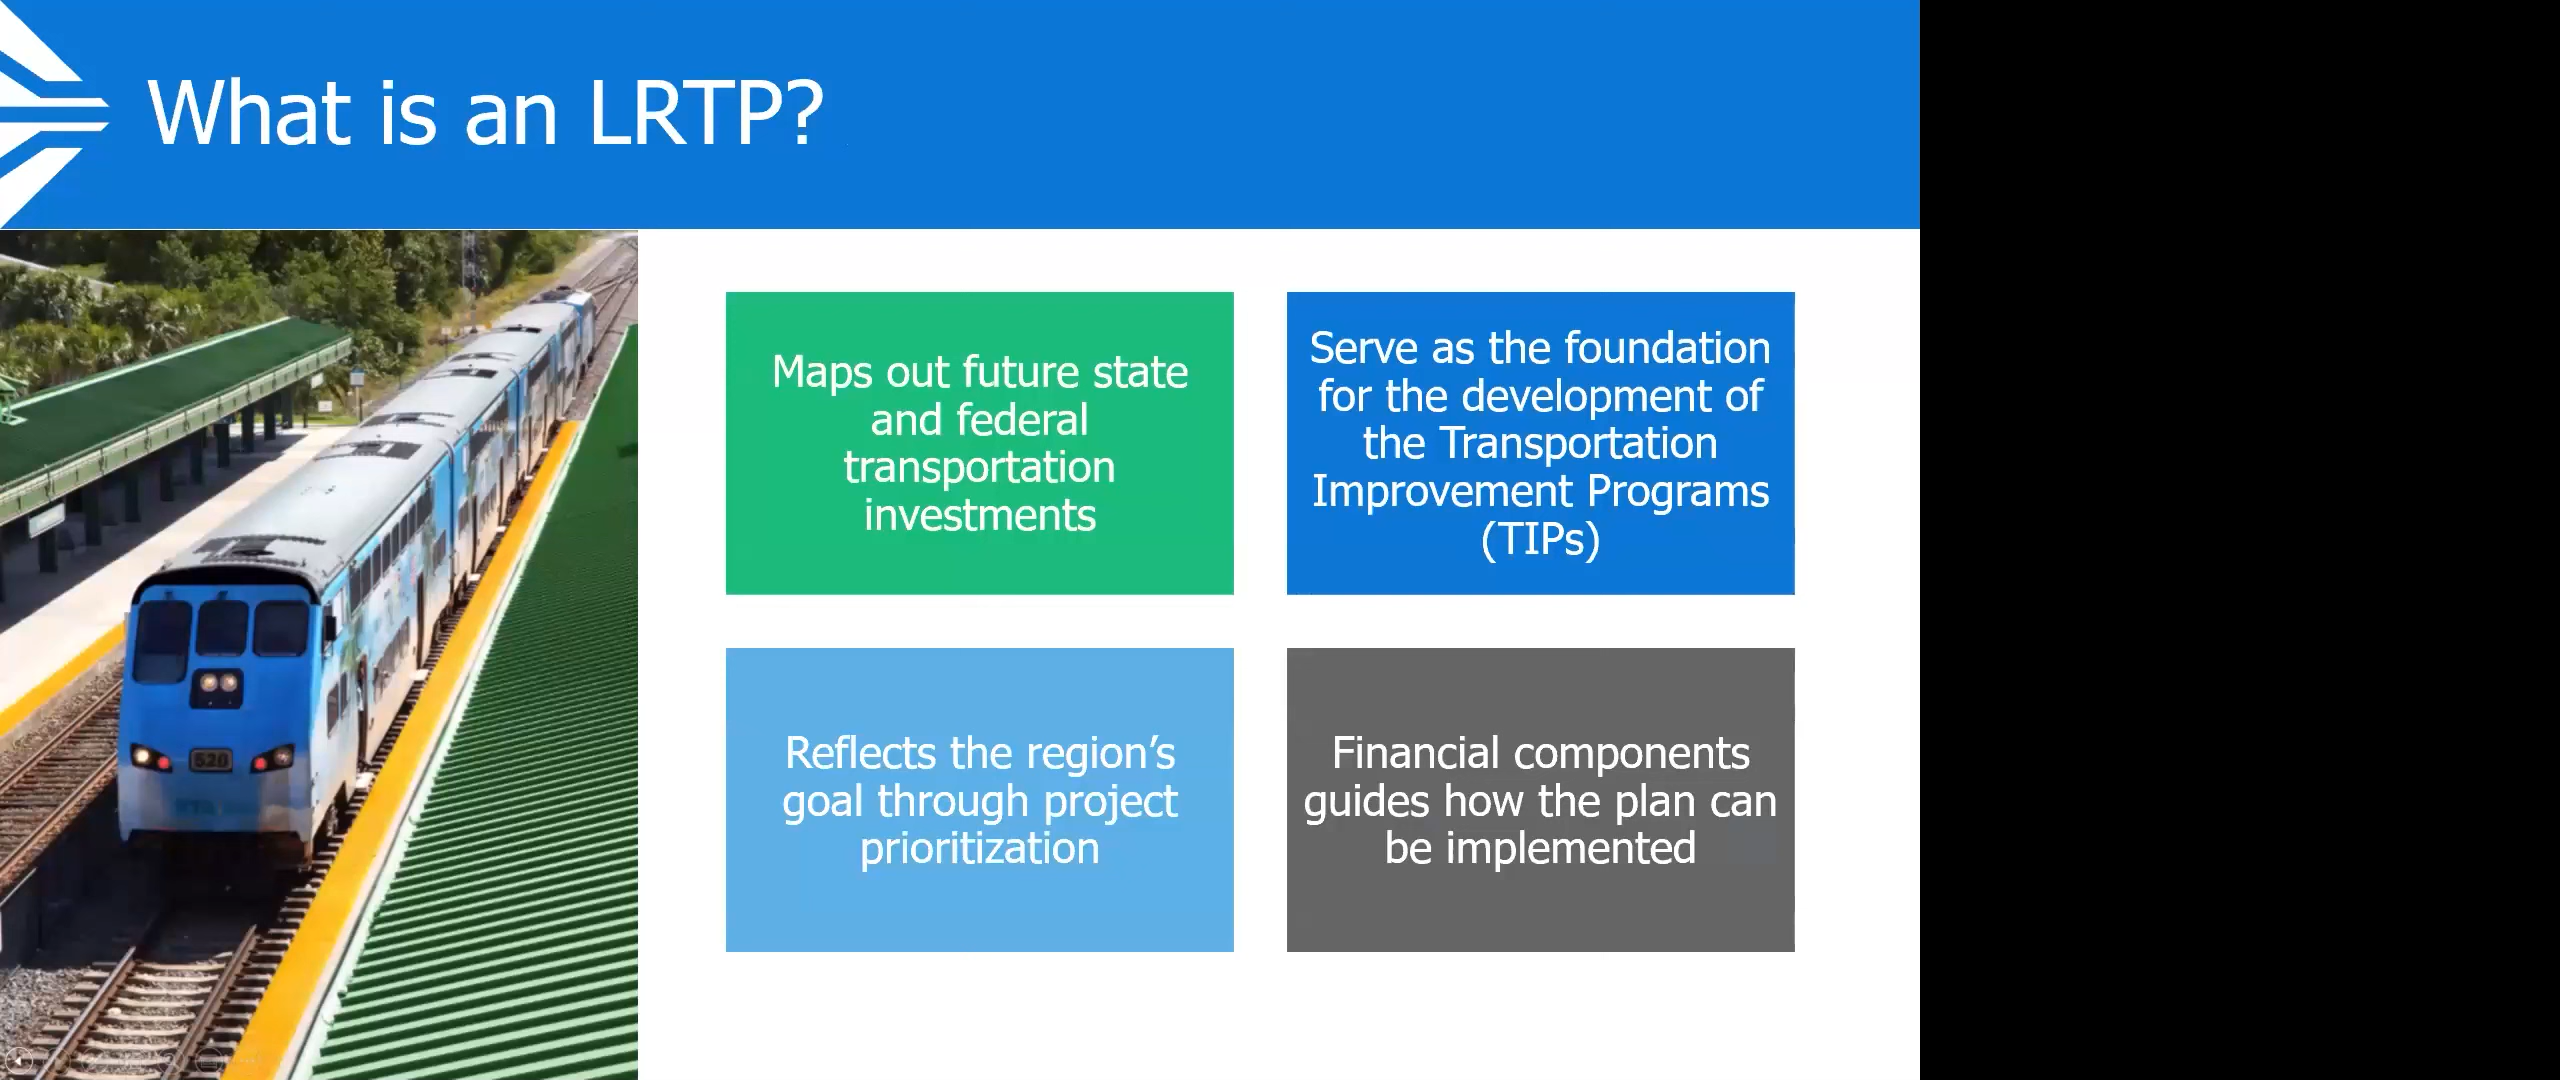 What is an LRTP?
Maps out future state
and federal
transportation
investments
Serve as the foundation
for the development of
the Transportation
Improvement Programs
(TIPs)
Reflects the region’s
goal through project
prioritization
Financial components
guides how the plan can
be implemented
520